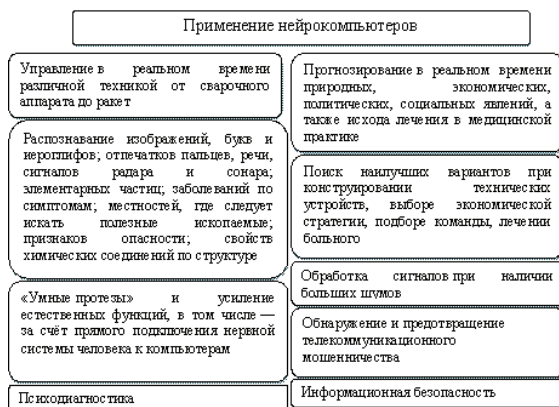 Применение нейрокомпьютеров
Управление в реальном времени
различной техникой от сварочного
аппарата до ракет
Распознавание изображений, букв и
иероглифов; отпечатков пальцев, речи,
сигналов радара и сонара;
элементарных частиц; заболеваний по
симптомам; местностей, где следует
искать полезные ископаемые;
признаков опасности; свойств
химических соединений по структуре
«Умные протезы» и усиление
естественных функций, в том числе —
за счёт прямого подключения нервной
системы человека к компьютерам
Психодиагностика
Прогнозирование в реальном времени
природных, экономических,
политических, социальных явлений, а
также исхода лечения в медицинской
практике
Поиск наилучших вариантов при
конструировании технических
устройств, выборе экономической
стратегии, подборе команды, лечении
больного
Обработка сигналов при наличии
больших шумов
Обнаружение и предотвращение
телекоммуникационного
мошенничества
Информационная безопасность